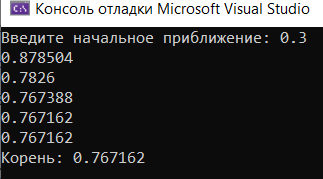 Консоль отладки Microsoft Visual Studio
Введите начальное приближение: 0.3
0.878504
0.7826
0.767388
0.767162
0.767162
Корень: 0.767162